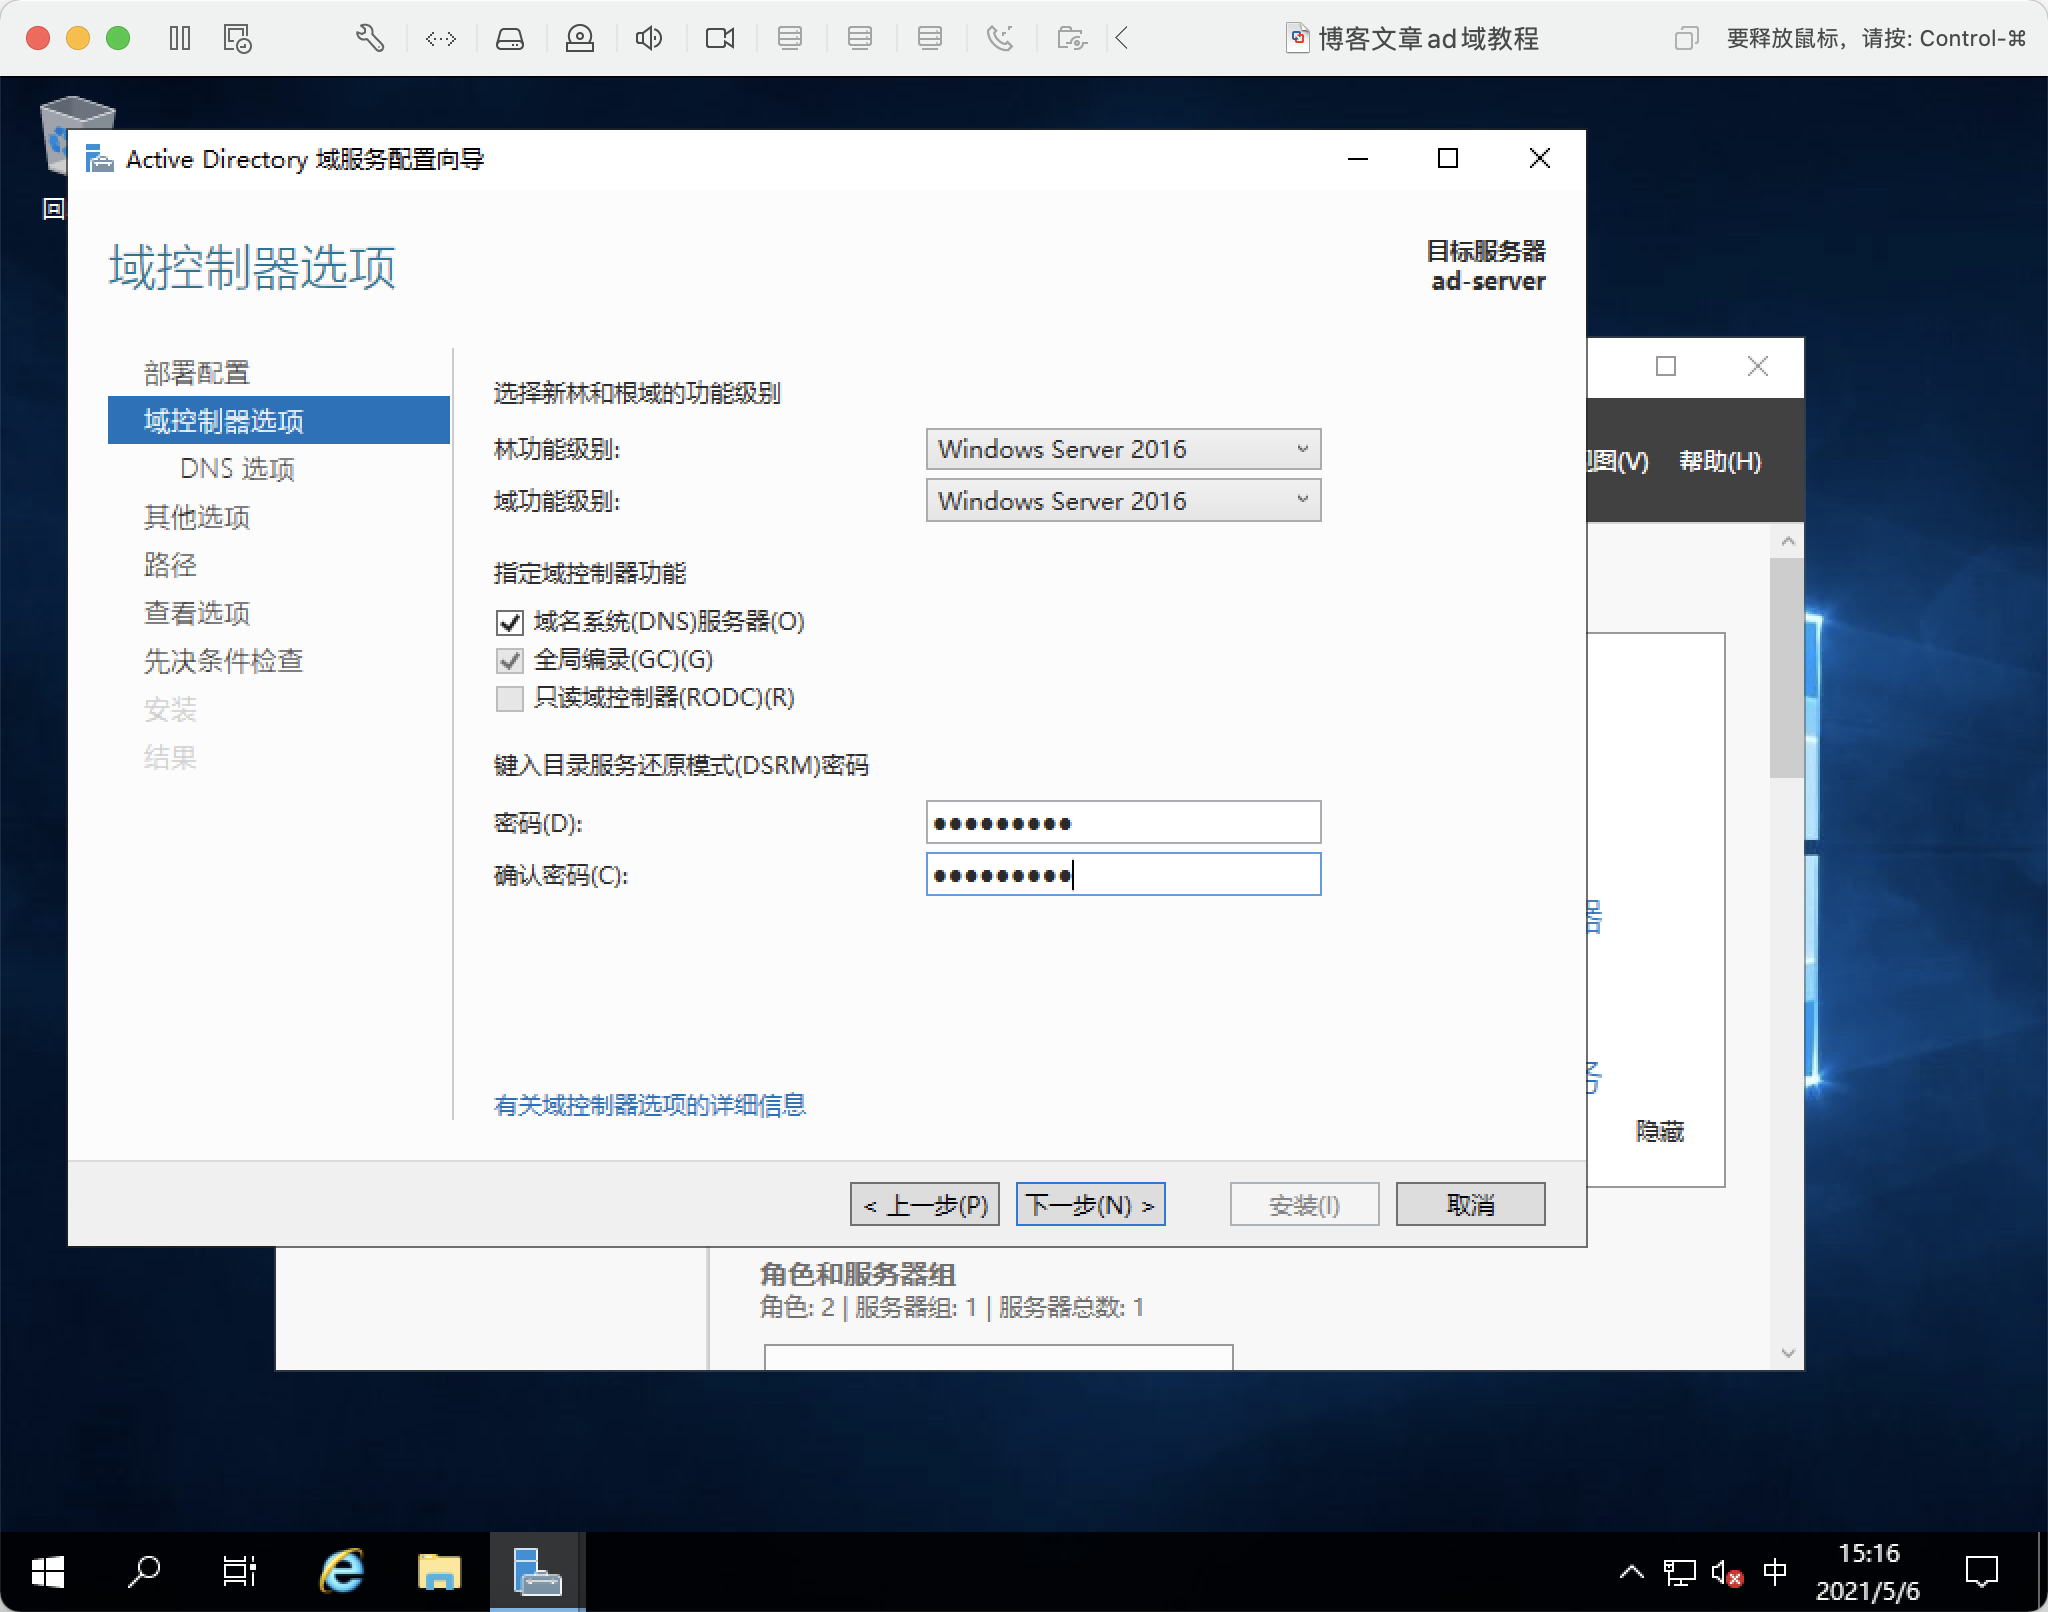 博客文章ad域教程
要释放鼠标，请按: Control-⌘
回
Active Directory 域服务配置向导
域控制器选项
目标服务器
ad-server
部署配置
域控制器选项
DNS 选项
其他选项
路径
查看选项
先决条件检查
安装
结果
选择新林和根域的功能级别
林功能级别:
Windows Server 2016
域功能级别:
Windows Server 2016
指定域控制器功能
域名系统(DNS)服务器(O)
全局编录(GC)(G)
只读域控制器(RODC)(R)
键入目录服务还原模式(DSRM)密码
密码(D):
●●●●●●●●●
确认密码(C):
●●●●●●●●●
有关域控制器选项的详细信息
< 上一步(P)
下一步(N) >
安装(I)
取消
图(V)
帮助(H)
器
务
隐藏
角色和服务器组
角色: 2 | 服务器组: 1 | 服务器总数: 1
中
15:16
2021/5/6